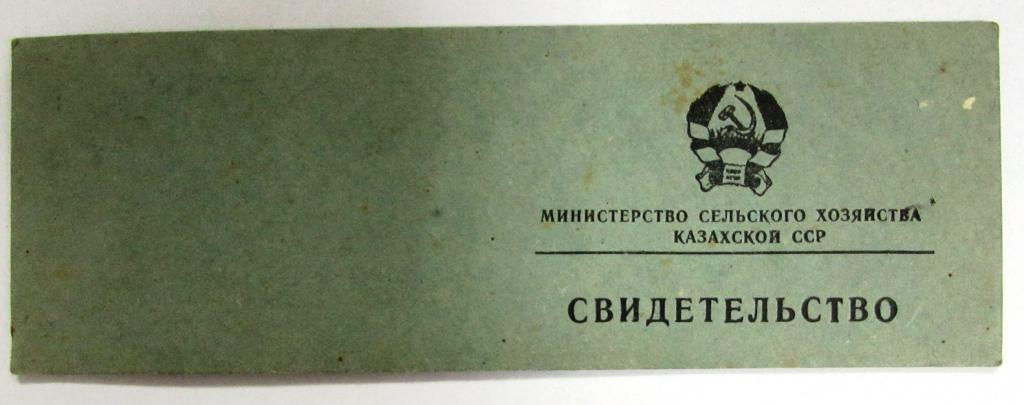 МИНИСТЕРСТВО СЕЛЬСКОГО ХОЗЯЙСТВА
КАЗАХСКОЙ ССР
СВИДЕТЕЛЬСТВО